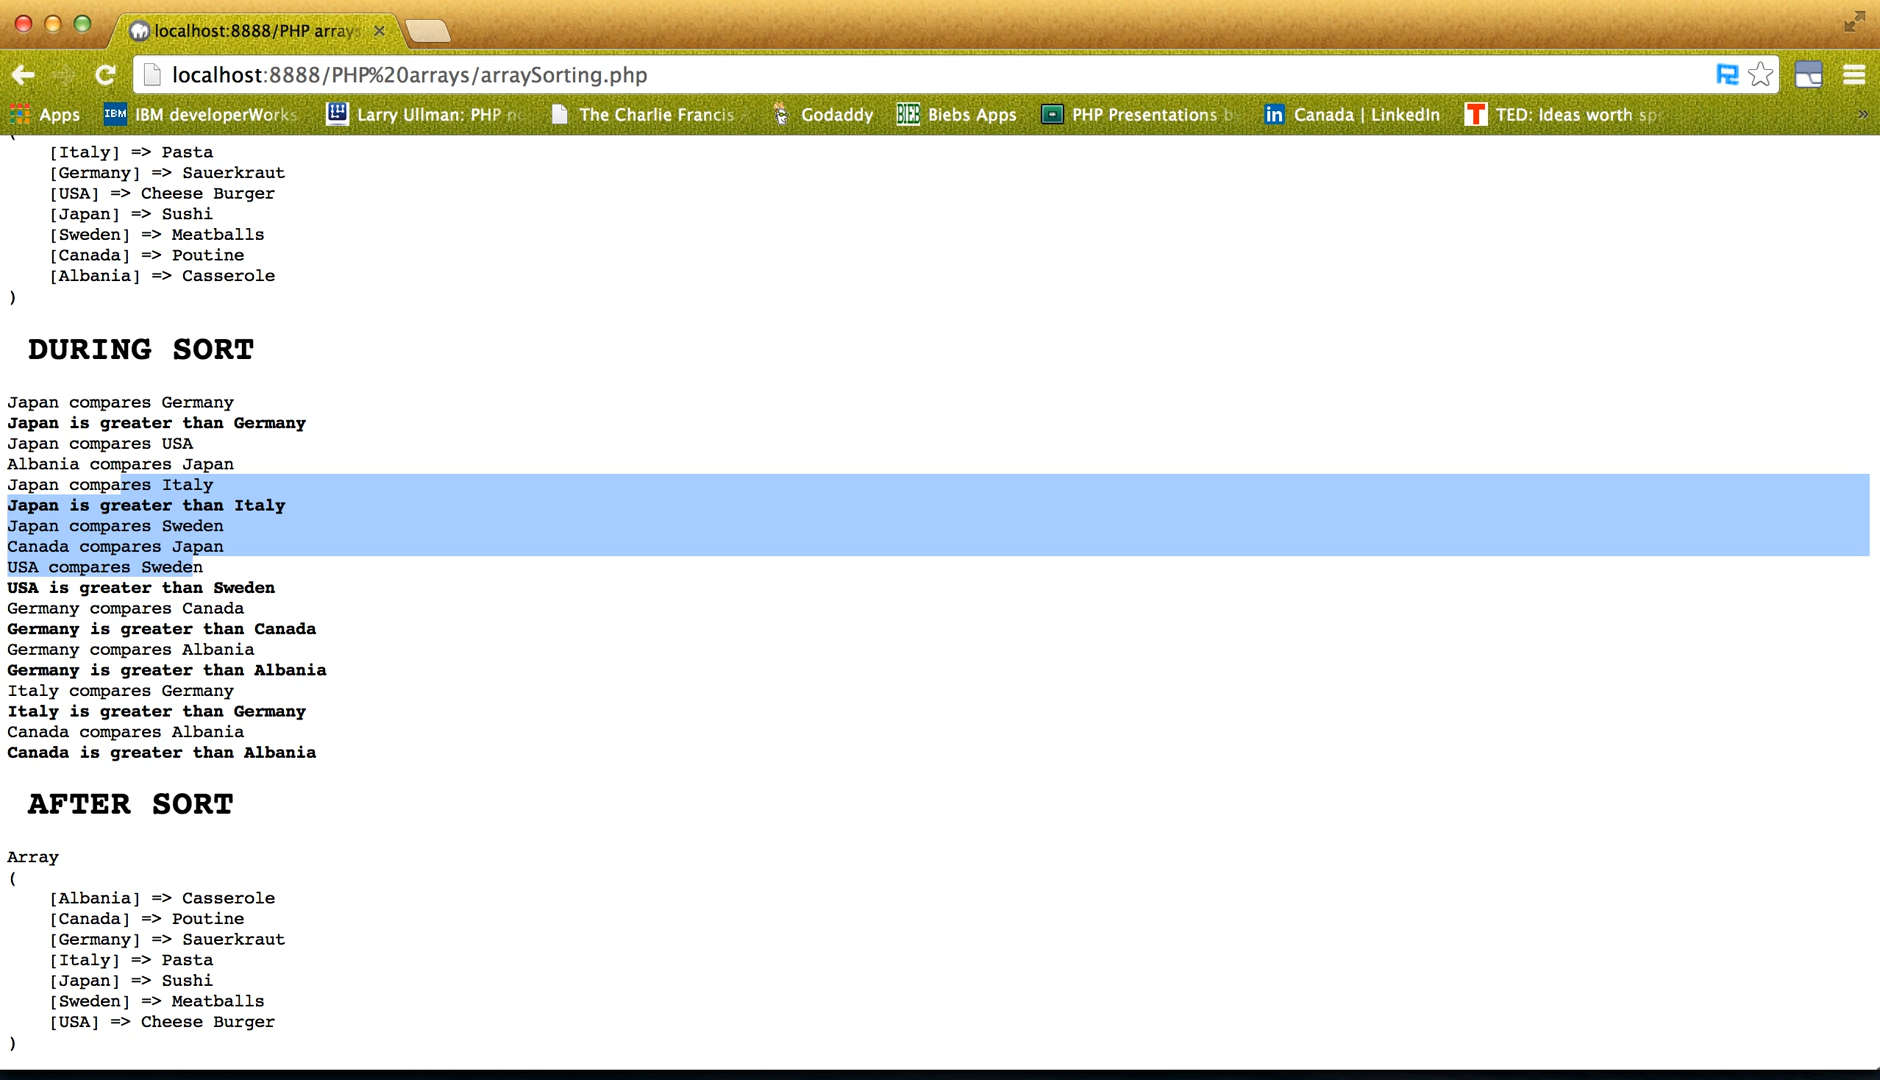 localhost:8888/PHP arrays
localhost:8888/PHP%20arrays/arraySorting.php
Apps IBM developerWorks Larry Ullman: PHP The Charlie Francis Godaddy Biebs Apps PHP Presentations Canada | LinkedIn TED: Ideas worth
(
[Italy] => Pasta
[Germany] => Sauerkraut
[USA] => Cheese Burger
[Japan] => Sushi
[Sweden] => Meatballs
[Canada] => Poutine
[Albania] => Casserole
)
DURING SORT
Japan compares Germany
Japan is greater than Germany
Japan compares USA
Albania compares Japan
Japan compares Italy
Japan is greater than Italy
Japan compares Sweden
Canada compares Japan
USA compares Sweden
USA is greater than Sweden
Germany compares Canada
Germany is greater than Canada
Germany compares Albania
Germany is greater than Albania
Italy compares Germany
Italy is greater than Germany
Canada compares Albania
Canada is greater than Albania
AFTER SORT
Array
(
[Albania] => Casserole
[Canada] => Poutine
[Germany] => Sauerkraut
[Italy] => Pasta
[Japan] => Sushi
[Sweden] => Meatballs
[USA] => Cheese Burger
)